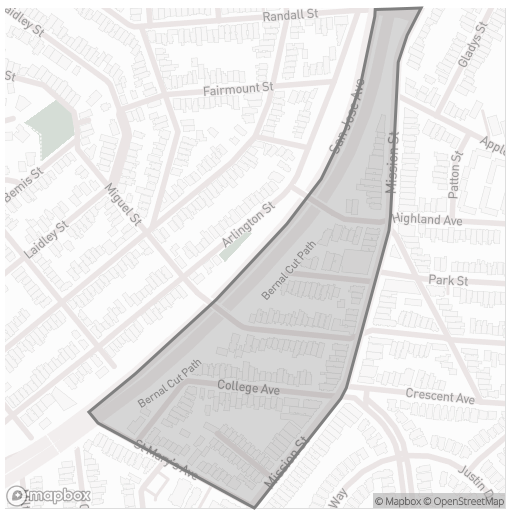 Randall St
Laidley St
Gladys St
St
Fairmount St
San Jose Ave
Mission St
Apple
Patton St
Bemis St
Miguel St
Arlington St
Highland Ave
Laidley St
Bernal Cut Path
Park St
Bernal Cut Path
College Ave
Crescent Ave
St Mary's Ave
Mission St
Justin D
Way
mapbox
© Mapbox © OpenStreetMap